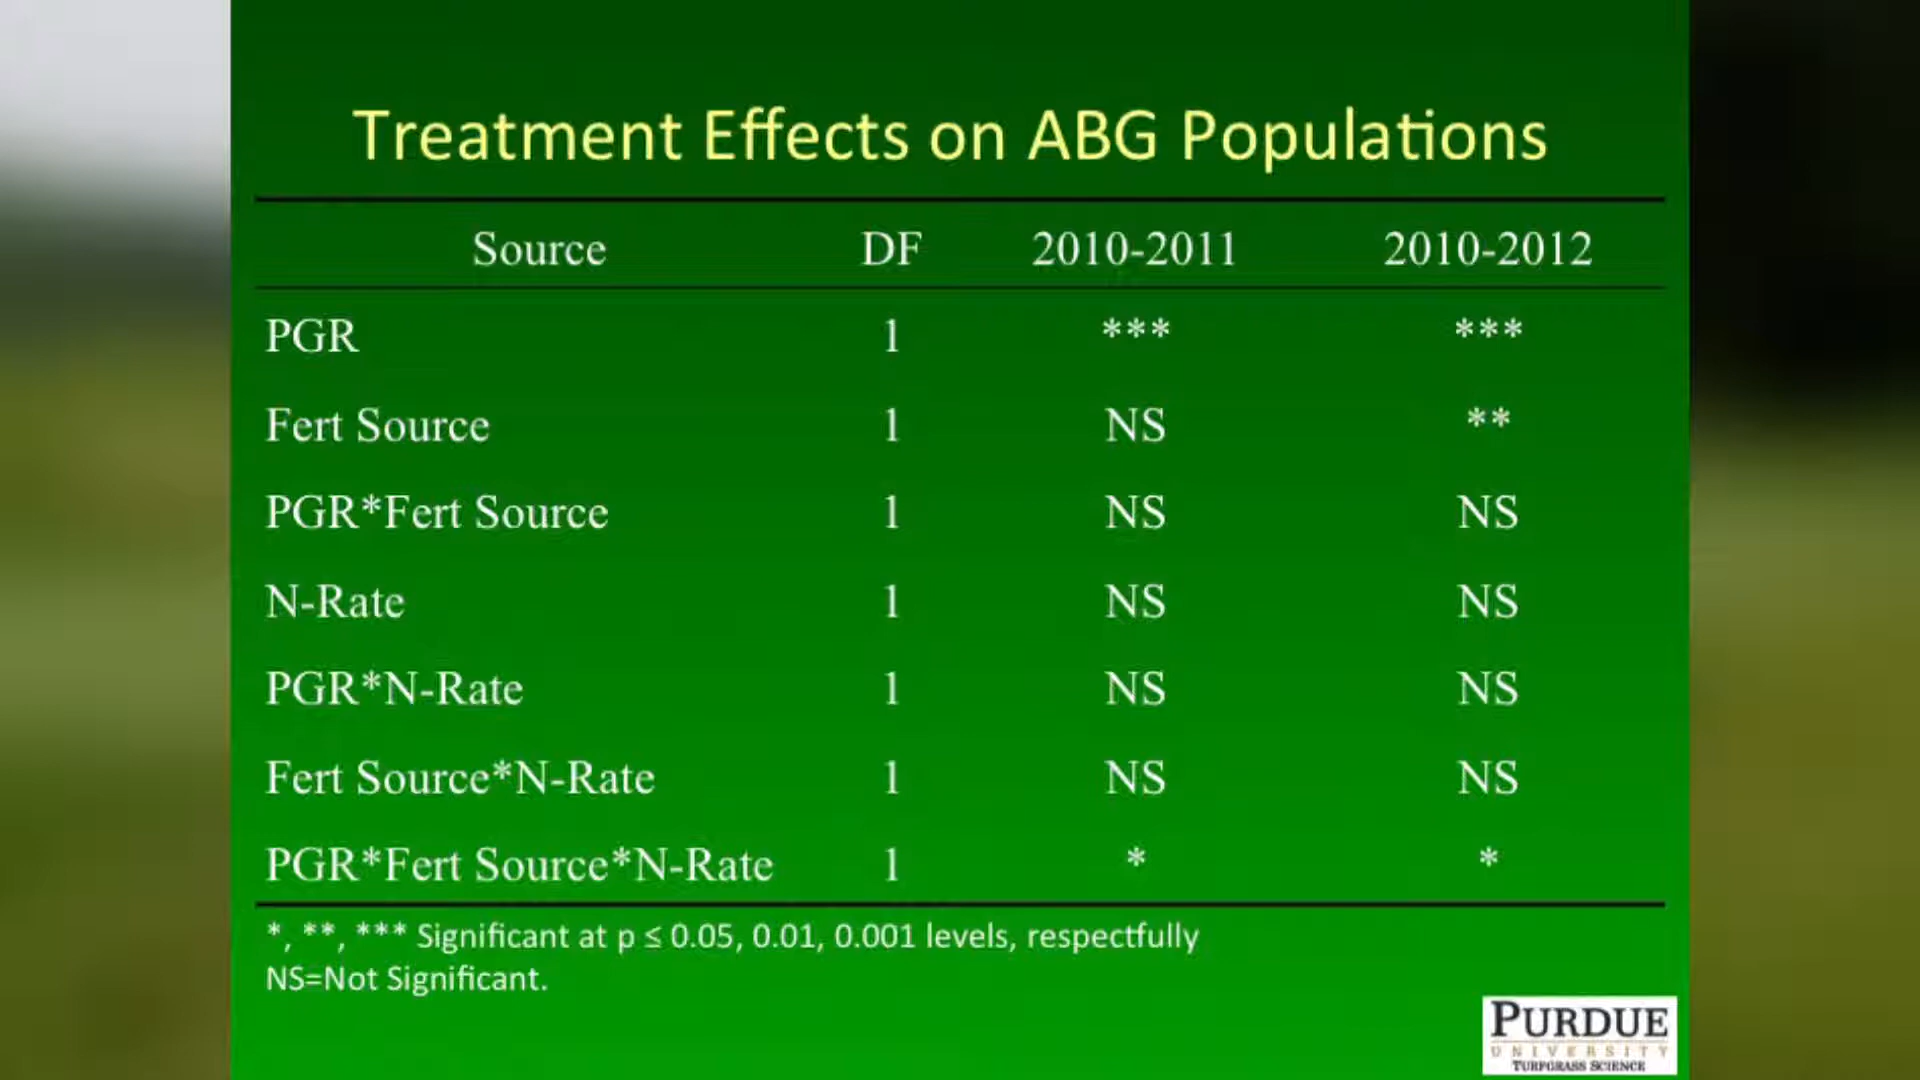 Treatment Effects on ABG Populations
Source DF 2010-2011 2010-2012
PGR 1 *** ***
Fert Source 1 NS **
PGR*Fert Source 1 NS NS
N-Rate 1 NS NS
PGR*N-Rate 1 NS NS
Fert Source*N-Rate 1 NS NS
PGR*Fert Source*N-Rate 1 * *
*, **, *** Significant at p ≤ 0.05, 0.01, 0.001 levels, respectfully
NS=Not Significant.
PURDUE
UNIVERSITY
TURFGRASS SCIENCE